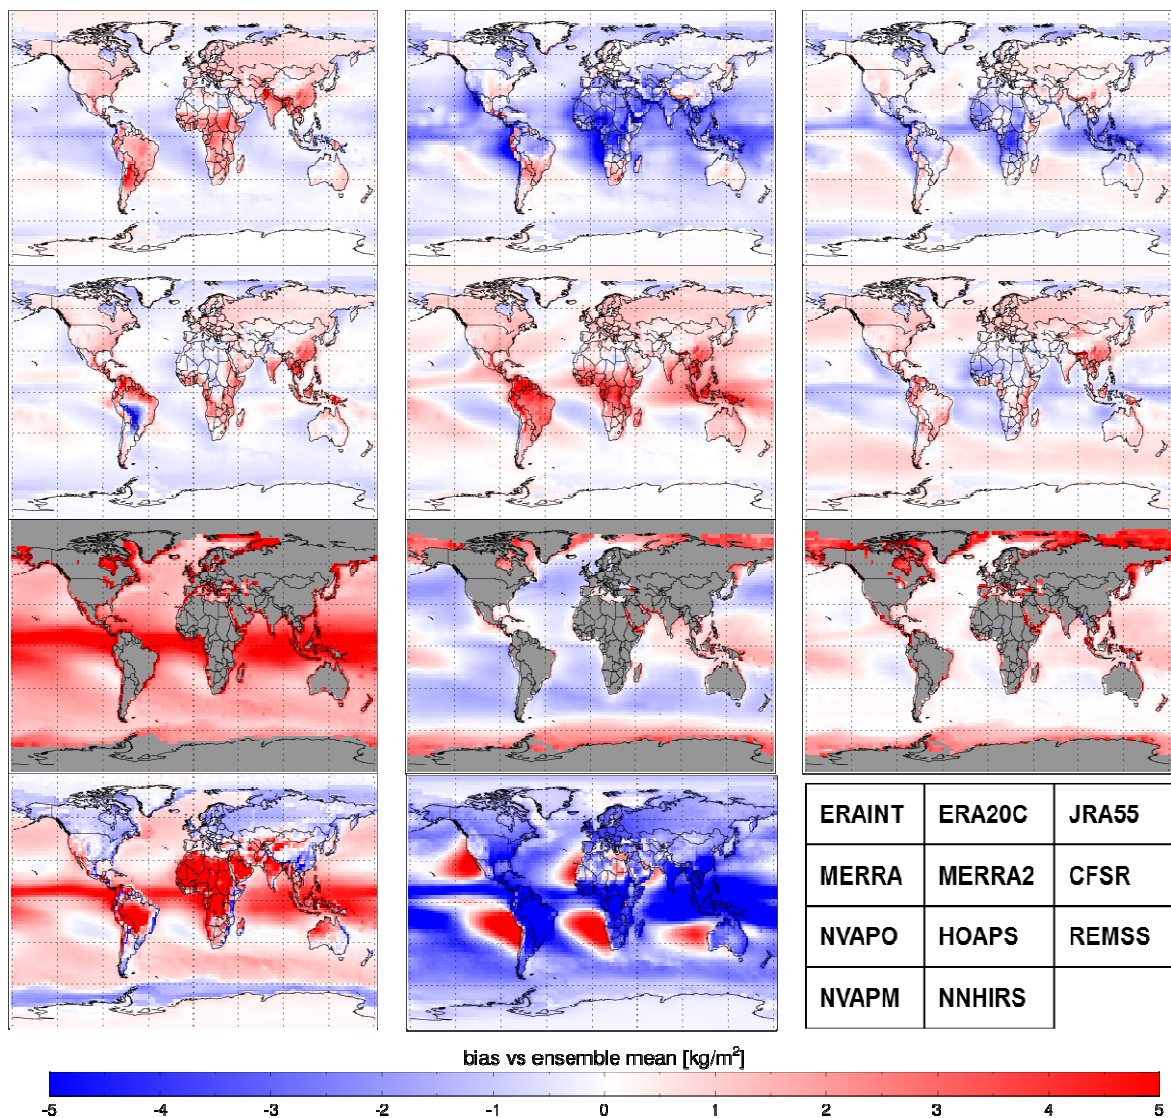 ERAINT ERA20C JRA55
MERRA MERRA2 CFSR
NVAPO HOAPS REMSS
NVAPM NNHIRS
bias vs ensemble mean [kg/m²]
-5 -4 -3 -2 -1 0 1 2 3 4 5